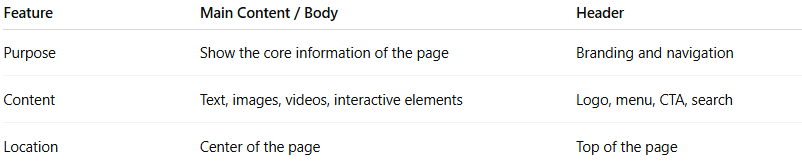 Feature Main Content / Body Header
Purpose Show the core information of the page Branding and navigation
Content Text, images, videos, interactive elements Logo, menu, CTA, search
Location Center of the page Top of the page